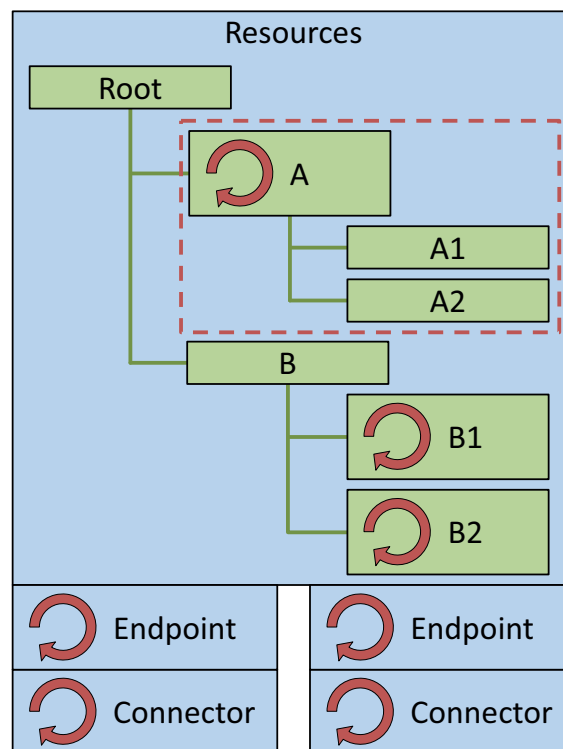 Resources
Root
A
A1
A2
B
B1
B2
Endpoint
Endpoint
Connector
Connector